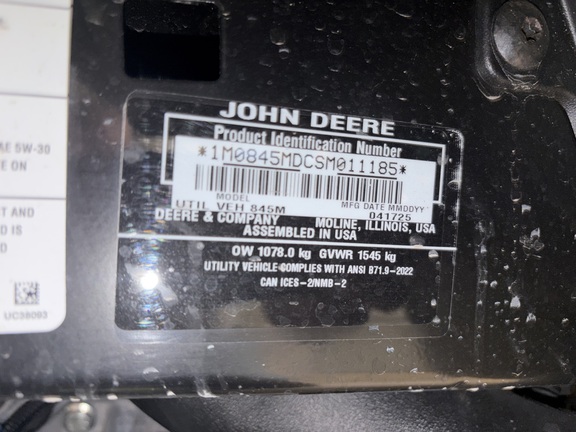 AE 5W-30
E ON
T AND
D IS
D
UC38093
JOHN DEERE
Product Identification Number
*1M0845MDCSM011185*
MODEL
UTIL VEH 845M
MFG DATE MMDDYY
041725
DEERE & COMPANY MOLINE, ILLINOIS, USA
ASSEMBLED IN USA
OW 1078.0 kg GVWR 1545 kg
UTILITY VEHICLE COMPLIES WITH ANSI B71.9-2022
CAN ICES-2/NMB-2